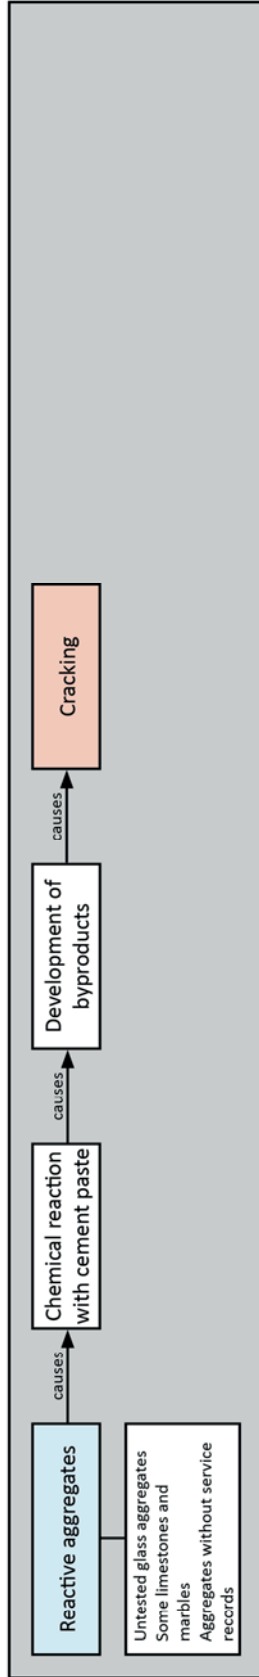 Reactive aggregates
Untested glass aggregates
Some limestones and
marbles
Aggregates without service
records
causes
Chemical reaction
with cement paste
causes
Development of
byproducts
causes
Cracking